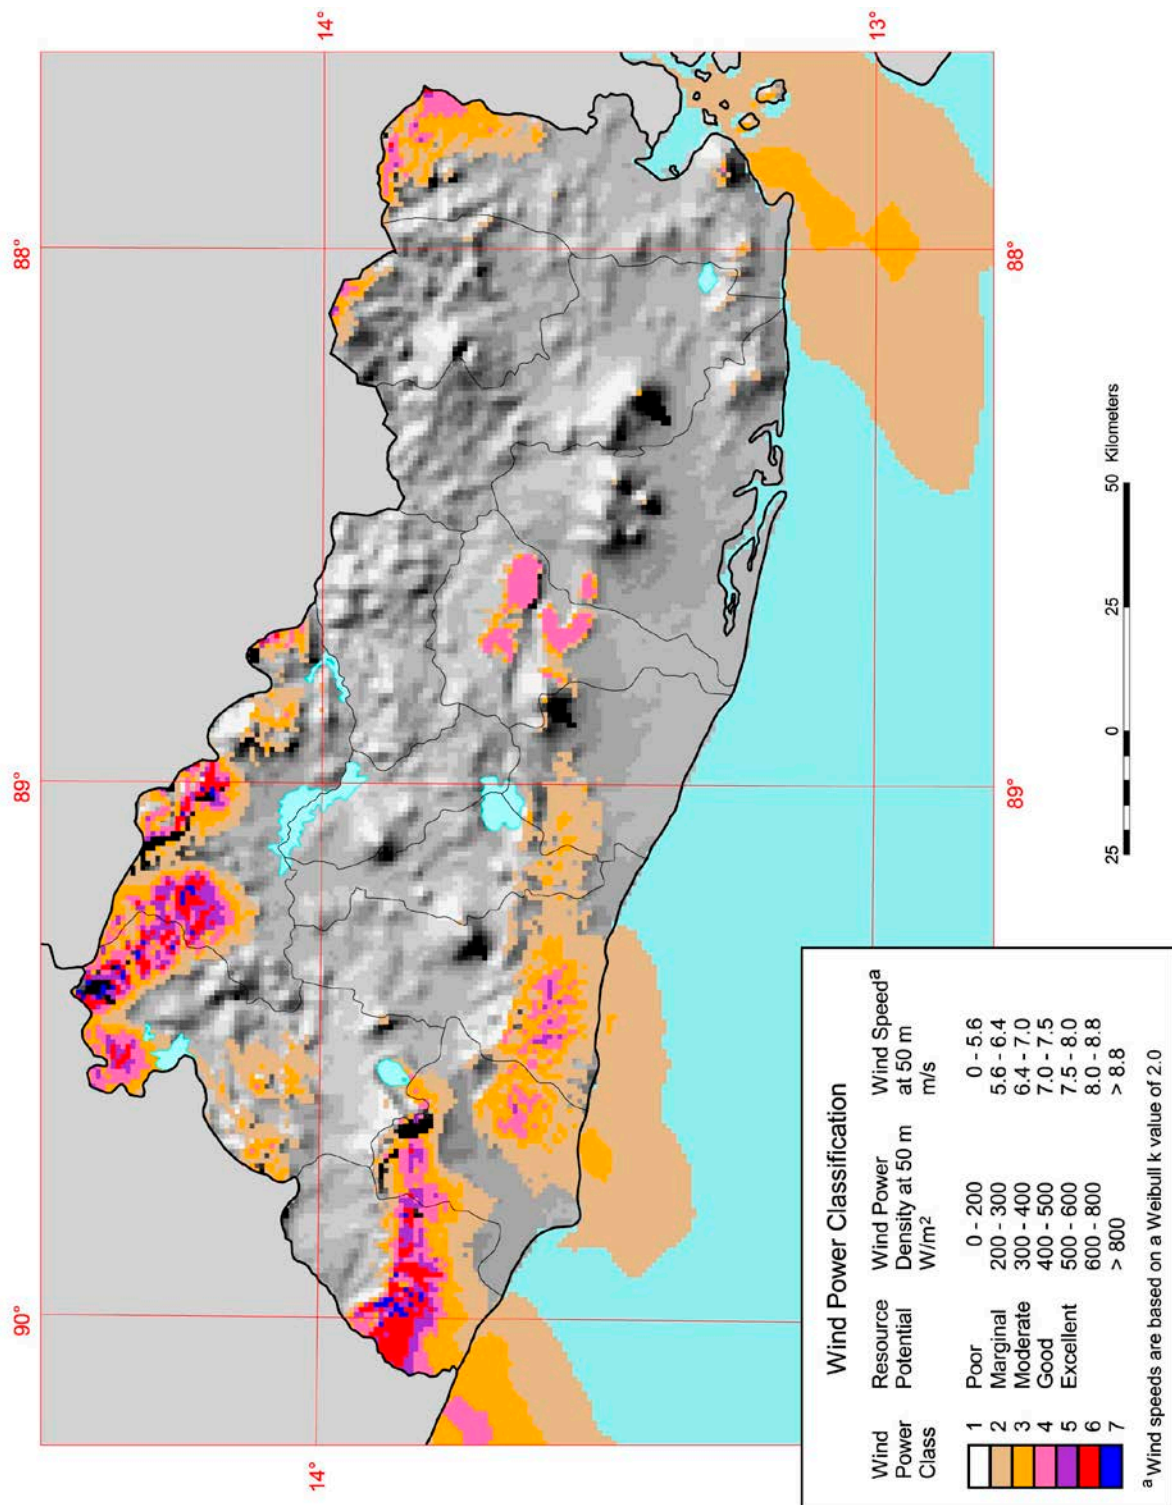 90°
89°
88°
14°
14°
13°
90°
89°
88°
25 0 25 50 Kilometers
Wind Power Classification
Wind Power Class
Resource Potential
Wind Power Density at 50 m W/m²
Wind Speedᵃ at 50 m m/s
1 Poor 0 - 200 0 - 5.6
2 Marginal 200 - 300 5.6 - 6.4
3 Moderate 300 - 400 6.4 - 7.0
4 Good 400 - 500 7.0 - 7.5
5 Excellent 500 - 600 7.5 - 8.0
6 600 - 800 8.0 - 8.8
7 > 800 > 8.8
ᵃ Wind speeds are based on a Weibull k value of 2.0